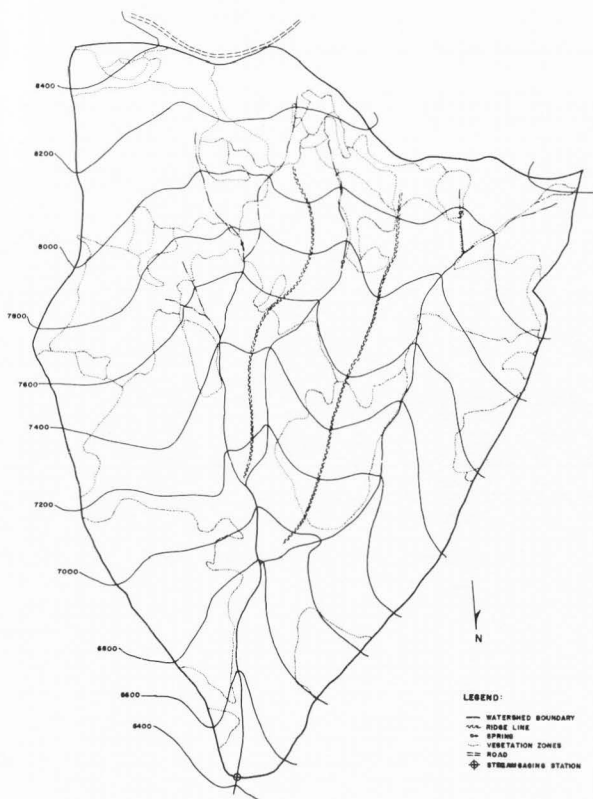 8400
8200
8000
7800
7600
7400
7200
7000
6800
6600
6400
N
LEGEND:
WATERSHED BOUNDARY
RIDGE LINE
SPRING
VEGETATION ZONES
ROAD
STREAMGAGING STATION